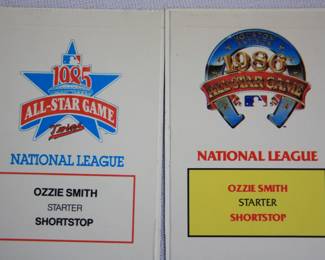 1985
ALL-STAR GAME
Twins
NATIONAL LEAGUE
OZZIE SMITH
STARTER
SHORTSTOP
1986
ALL-STAR GAME
NATIONAL LEAGUE
OZZIE SMITH
STARTER
SHORTSTOP